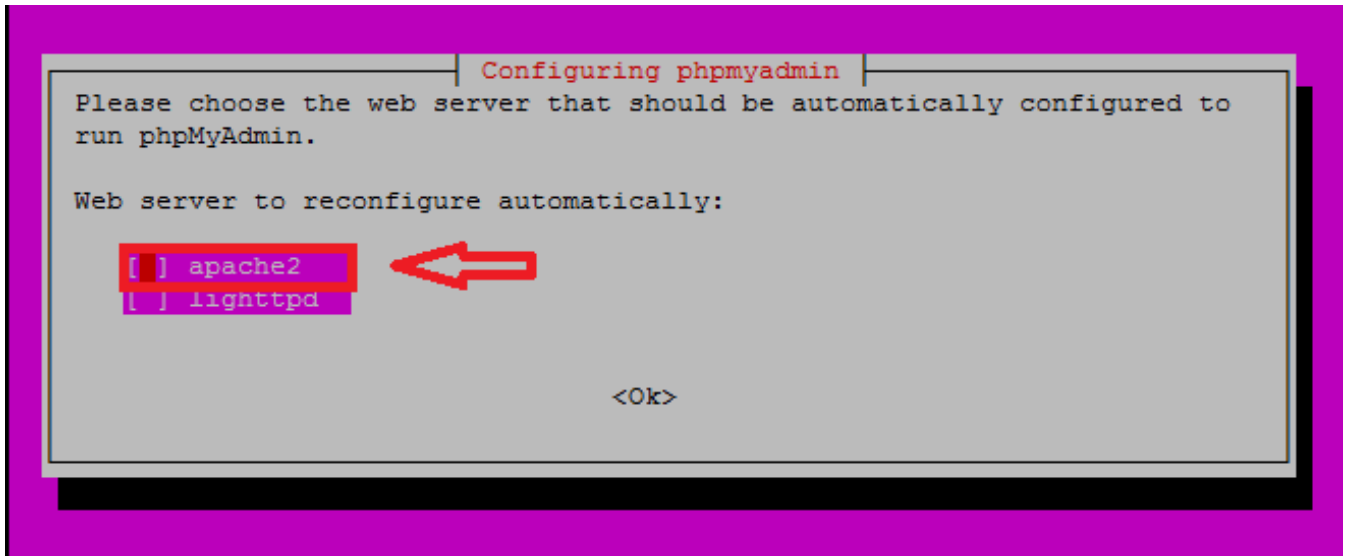 Configuring phpmyadmin
Please choose the web server that should be automatically configured to
run phpMyAdmin.
Web server to reconfigure automatically:
[ ] apache2
[ ] lighttpd
<Ok>